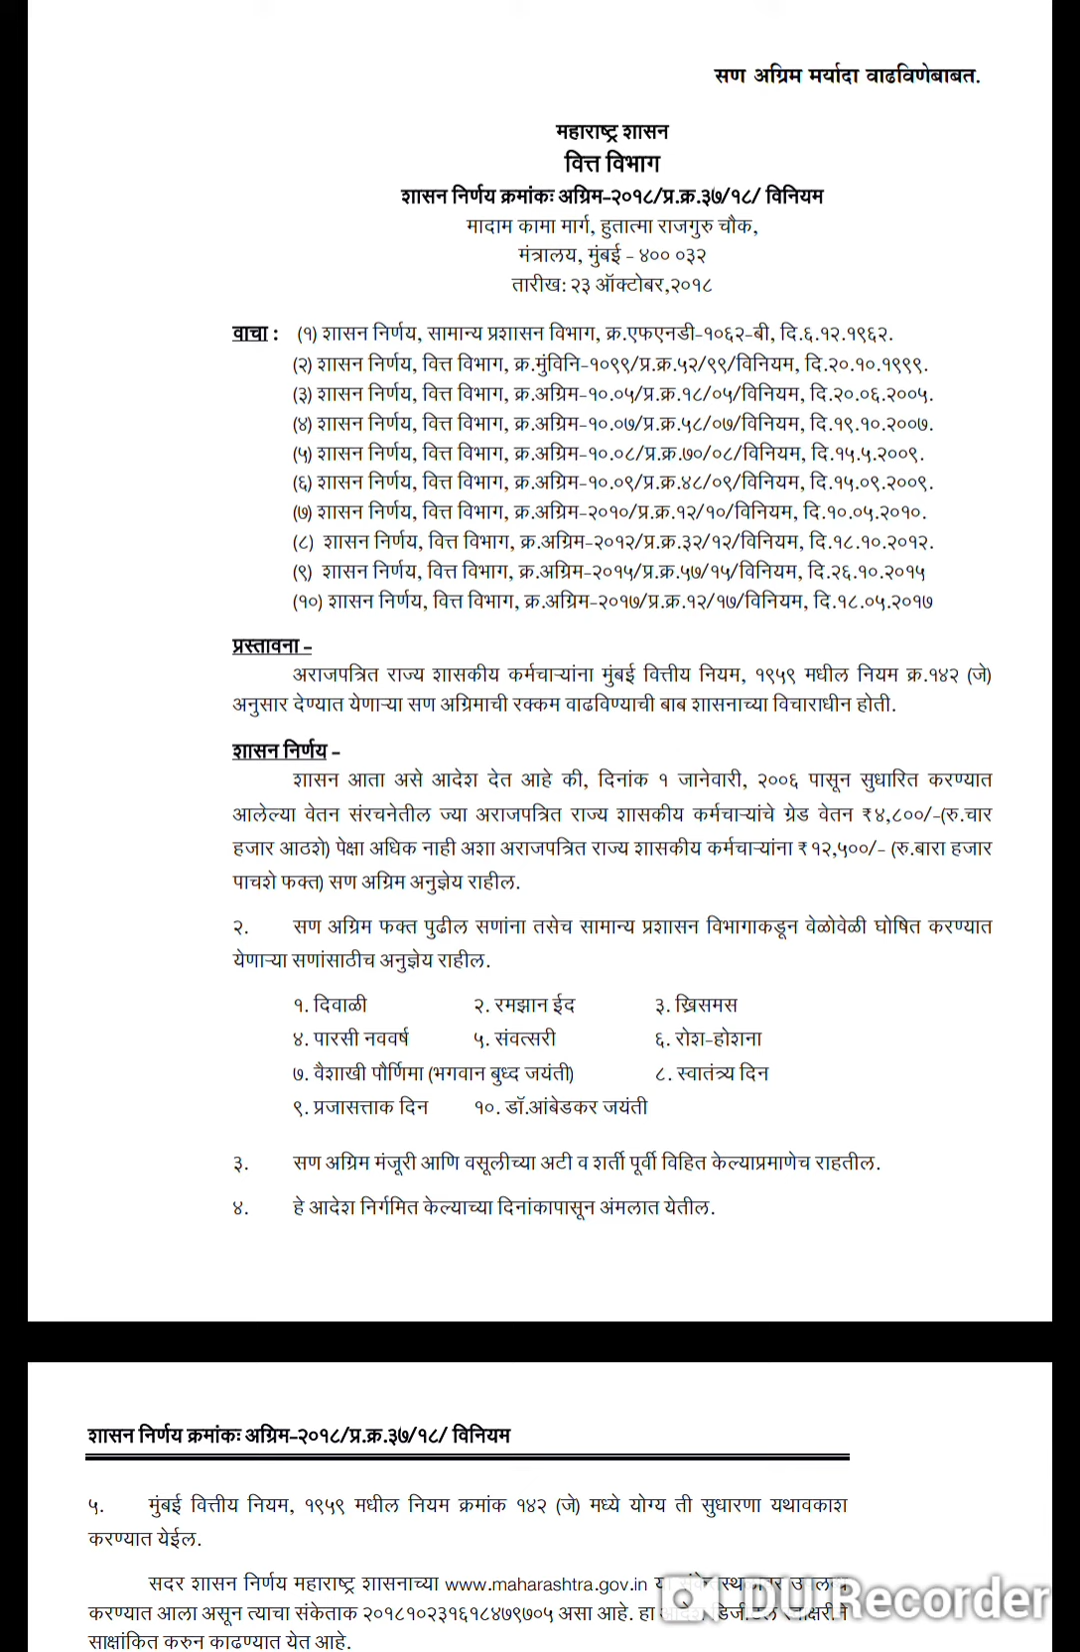 सण अग्रिम मर्यादा वाढविणेबाबत.
महाराष्ट्र शासन
वित्त विभाग
शासन निर्णय क्रमांकः अग्रिम-२०१८/प्र.क्र.३७/१८/ विनियम
मादाम कामा मार्ग, हुतात्मा राजगुरु चौक,
मंत्रालय, मुंबई - ४०० ०३२
तारीख: २३ ऑक्टोबर,२०१८
वाचा : (१) शासन निर्णय, सामान्य प्रशासन विभाग, क्र.एफएनडी-१०६२-बी, दि.६.१२.१९६२.
(२) शासन निर्णय, वित्त विभाग, क्र.मुंविनि-१०९९/प्र.क्र.५२/९९/विनियम, दि.२०.१०.१९९९.
(३) शासन निर्णय, वित्त विभाग, क्र.अग्रिम-१०.०५/प्र.क्र.१८/०५/विनियम, दि.२०.०६.२००५.
(४) शासन निर्णय, वित्त विभाग, क्र.अग्रिम-१०.०७/प्र.क्र.५८/०७/विनियम, दि.१९.१०.२००७.
(५) शासन निर्णय, वित्त विभाग, क्र.अग्रिम-१०.०८/प्र.क्र.७०/०८/विनियम, दि.१५.५.२००९.
(६) शासन निर्णय, वित्त विभाग, क्र.अग्रिम-१०.०९/प्र.क्र.४८/०९/विनियम, दि.१५.०९.२००९.
(७) शासन निर्णय, वित्त विभाग, क्र.अग्रिम-२०१०/प्र.क्र.१२/१०/विनियम, दि.१०.०५.२०१०.
(८) शासन निर्णय, वित्त विभाग, क्र.अग्रिम-२०१२/प्र.क्र.३२/१२/विनियम, दि.१८.१०.२०१२.
(९) शासन निर्णय, वित्त विभाग, क्र.अग्रिम-२०१५/प्र.क्र.५७/१५/विनियम, दि.२६.१०.२०१५
(१०) शासन निर्णय, वित्त विभाग, क्र.अग्रिम-२०१७/प्र.क्र.१२/१७/विनियम, दि.१८.०५.२०१७
प्रस्तावना -
अराजपत्रित राज्य शासकीय कर्मचाऱ्यांना मुंबई वित्तीय नियम, १९५९ मधील नियम क्र.१४२ (जे)
अनुसार देण्यात येणाऱ्या सण अग्रिमाची रक्कम वाढविण्याची बाब शासनाच्या विचाराधीन होती.
शासन निर्णय -
शासन आता असे आदेश देत आहे की, दिनांक १ जानेवारी, २००६ पासून सुधारित करण्यात
आलेल्या वेतन संरचनेतील ज्या अराजपत्रित राज्य शासकीय कर्मचाऱ्यांचे ग्रेड वेतन ₹४,८००/-(रु.चार
हजार आठशे) पेक्षा अधिक नाही अशा अराजपत्रित राज्य शासकीय कर्मचाऱ्यांना ₹१२,५००/- (रु.बारा हजार
पाचशे फक्त) सण अग्रिम अनुज्ञेय राहील.
२. सण अग्रिम फक्त पुढील सणांना तसेच सामान्य प्रशासन विभागाकडून वेळोवेळी घोषित करण्यात
येणाऱ्या सणांसाठीच अनुज्ञेय राहील.
१. दिवाळी २. रमझान ईद ३. ख्रिसमस
४. पारसी नववर्ष ५. संवत्सरी ६. रोश-होशना
७. वैशाखी पौर्णिमा (भगवान बुध्द जयंती) ८. स्वातंत्र्य दिन
९. प्रजासत्ताक दिन १०. डॉ.आंबेडकर जयंती
३. सण अग्रिम मंजूरी आणि वसूलीच्या अटी व शर्ती पूर्वी विहित केल्याप्रमाणेच राहतील.
४. हे आदेश निर्गमित केल्याच्या दिनांकापासून अंमलात येतील.
शासन निर्णय क्रमांकः अग्रिम-२०१८/प्र.क्र.३७/१८/ विनियम
५. मुंबई वित्तीय नियम, १९५९ मधील नियम क्रमांक १४२ (जे) मध्ये योग्य ती सुधारणा यथावकाश
करण्यात येईल.
सदर शासन निर्णय महाराष्ट्र शासनाच्या www.maharashtra.gov.in
करण्यात आला असून त्याचा संकेताक २०१८१०२३१६१८४७९७०५ असा आहे. हा
साक्षांकित करुन काढण्यात येत आहे.
DU Recorder